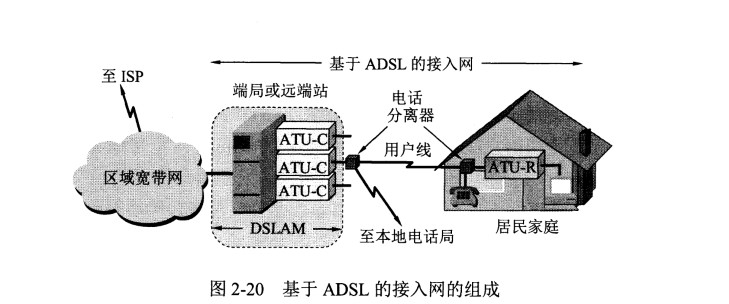 基于 ADSL 的接入网
至 ISP
端局或远端站
电话
分离器
ATU-C
用户线
ATU-C
ATU-R
区域宽带网
ATU-C
DSLAM
至本地电话局
居民家庭
图 2-20 基于 ADSL 的接入网的组成